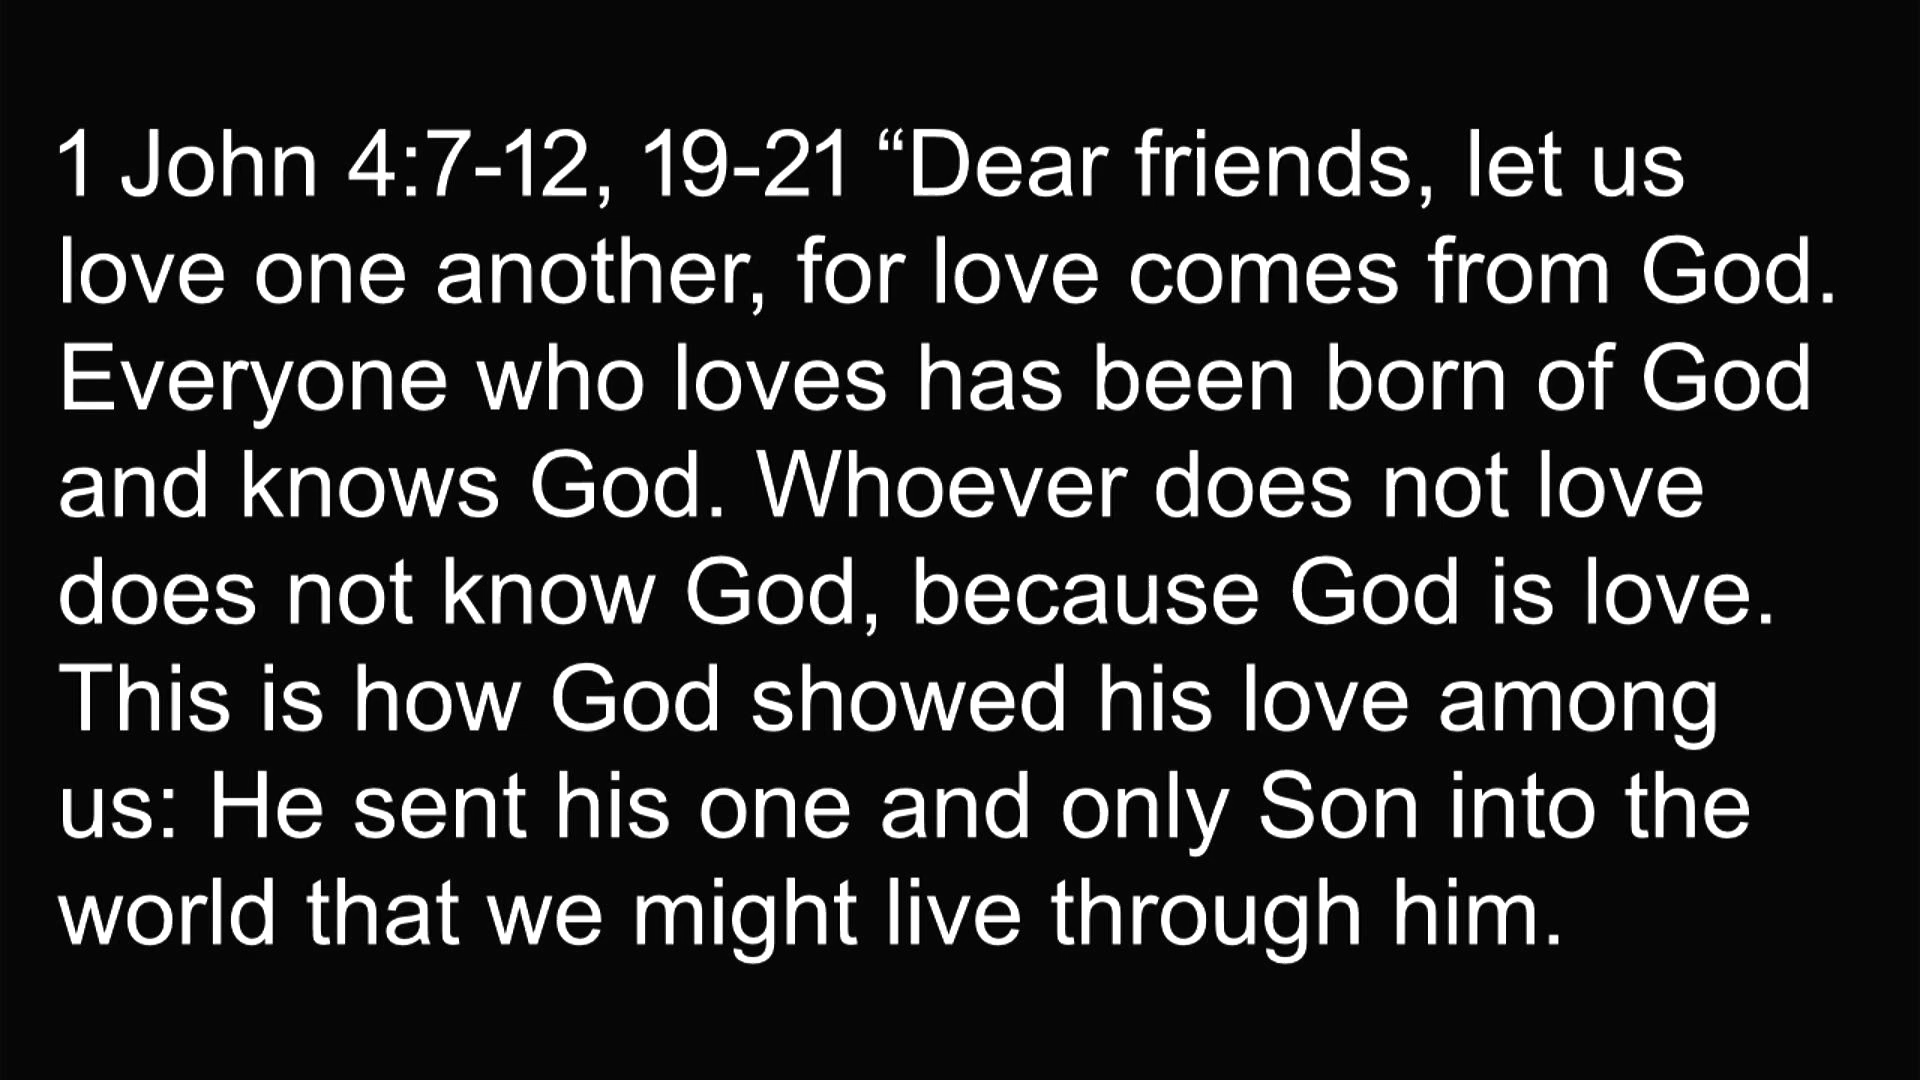 1 John 4:7-12, 19-21 “Dear friends, let us
love one another, for love comes from God.
Everyone who loves has been born of God
and knows God. Whoever does not love
does not know God, because God is love.
This is how God showed his love among
us: He sent his one and only Son into the
world that we might live through him.